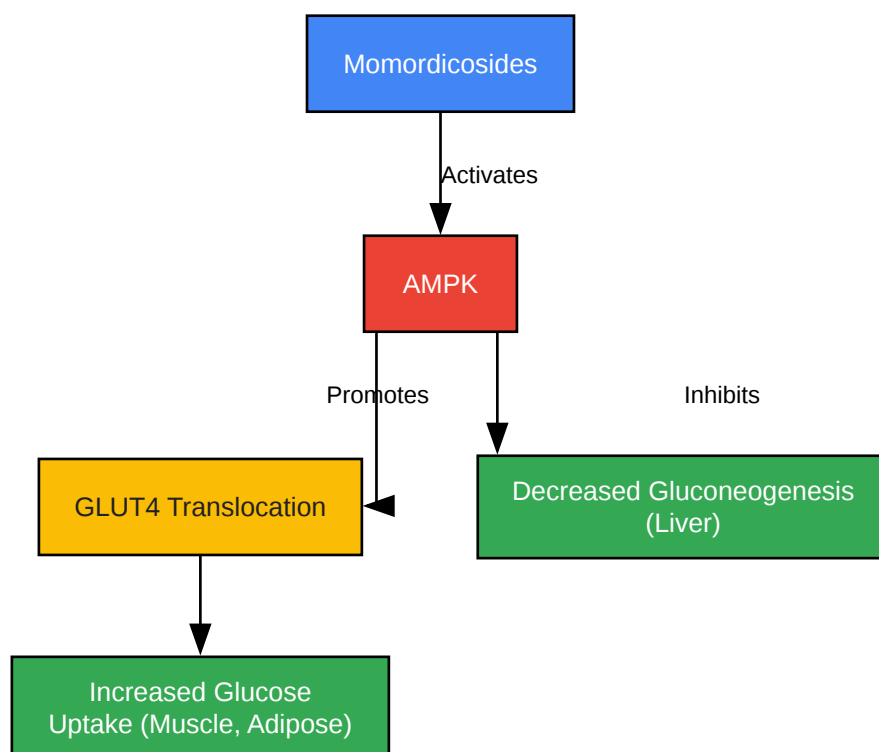 Momordicosides
Activates
AMPK
Promotes
Inhibits
GLUT4 Translocation
Decreased Gluconeogenesis
(Liver)
Increased Glucose
Uptake (Muscle, Adipose)